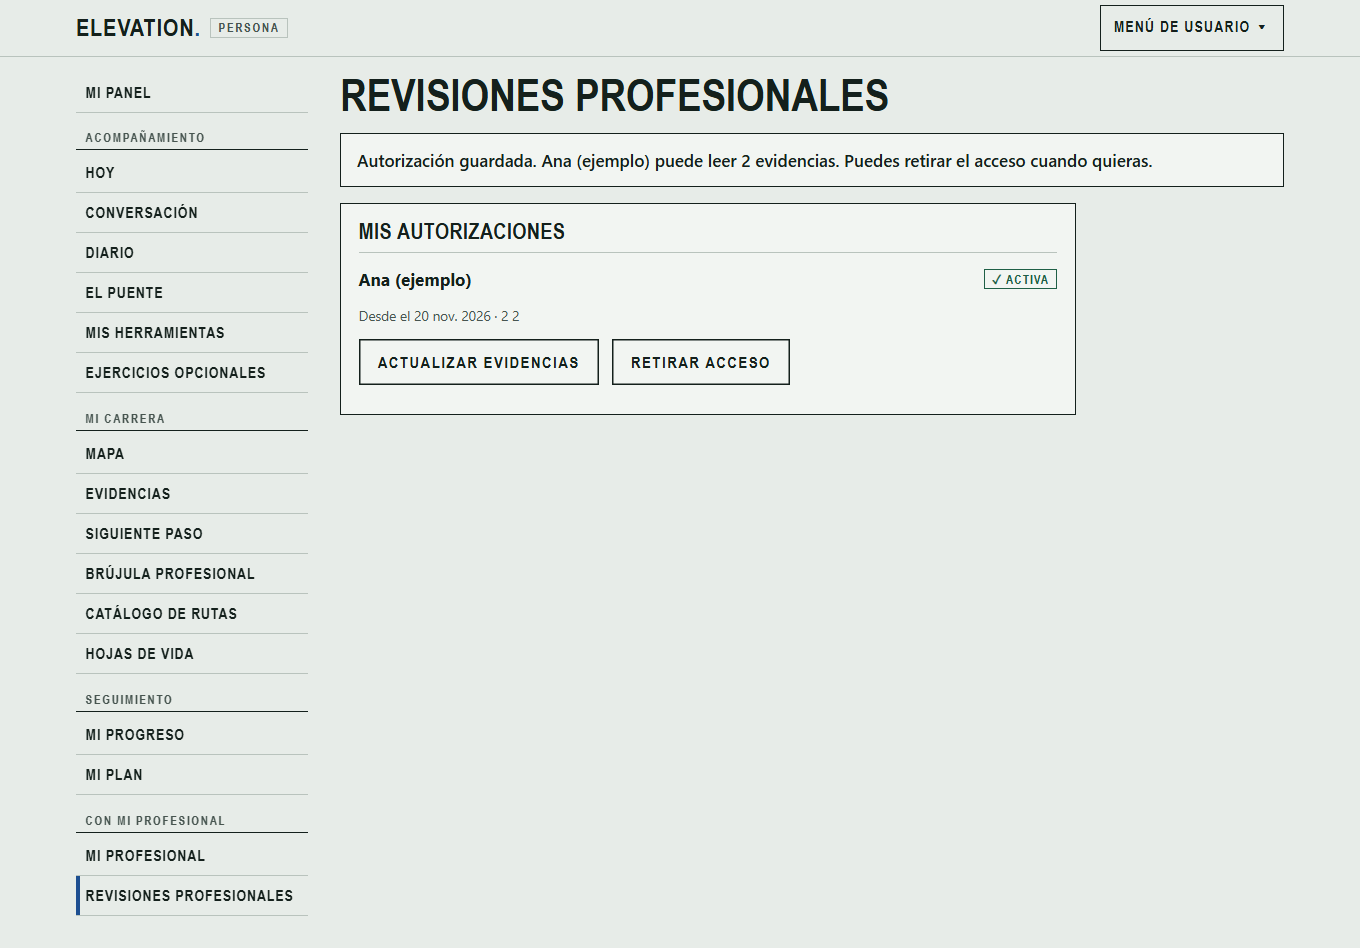 ELEVATION. PERSONA
MENÚ DE USUARIO
MI PANEL
ACOMPAÑAMIENTO
HOY
CONVERSACIÓN
DIARIO
EL PUENTE
MIS HERRAMIENTAS
EJERCICIOS OPCIONALES
MI CARRERA
MAPA
EVIDENCIAS
SIGUIENTE PASO
BRÚJULA PROFESIONAL
CATÁLOGO DE RUTAS
HOJAS DE VIDA
SEGUIMIENTO
MI PROGRESO
MI PLAN
CON MI PROFESIONAL
MI PROFESIONAL
REVISIONES PROFESIONALES
REVISIONES PROFESIONALES
Autorización guardada. Ana (ejemplo) puede leer 2 evidencias. Puedes retirar el acceso cuando quieras.
MIS AUTORIZACIONES
Ana (ejemplo)
✓ ACTIVA
Desde el 20 nov. 2026 · 2 2
ACTUALIZAR EVIDENCIAS
RETIRAR ACCESO